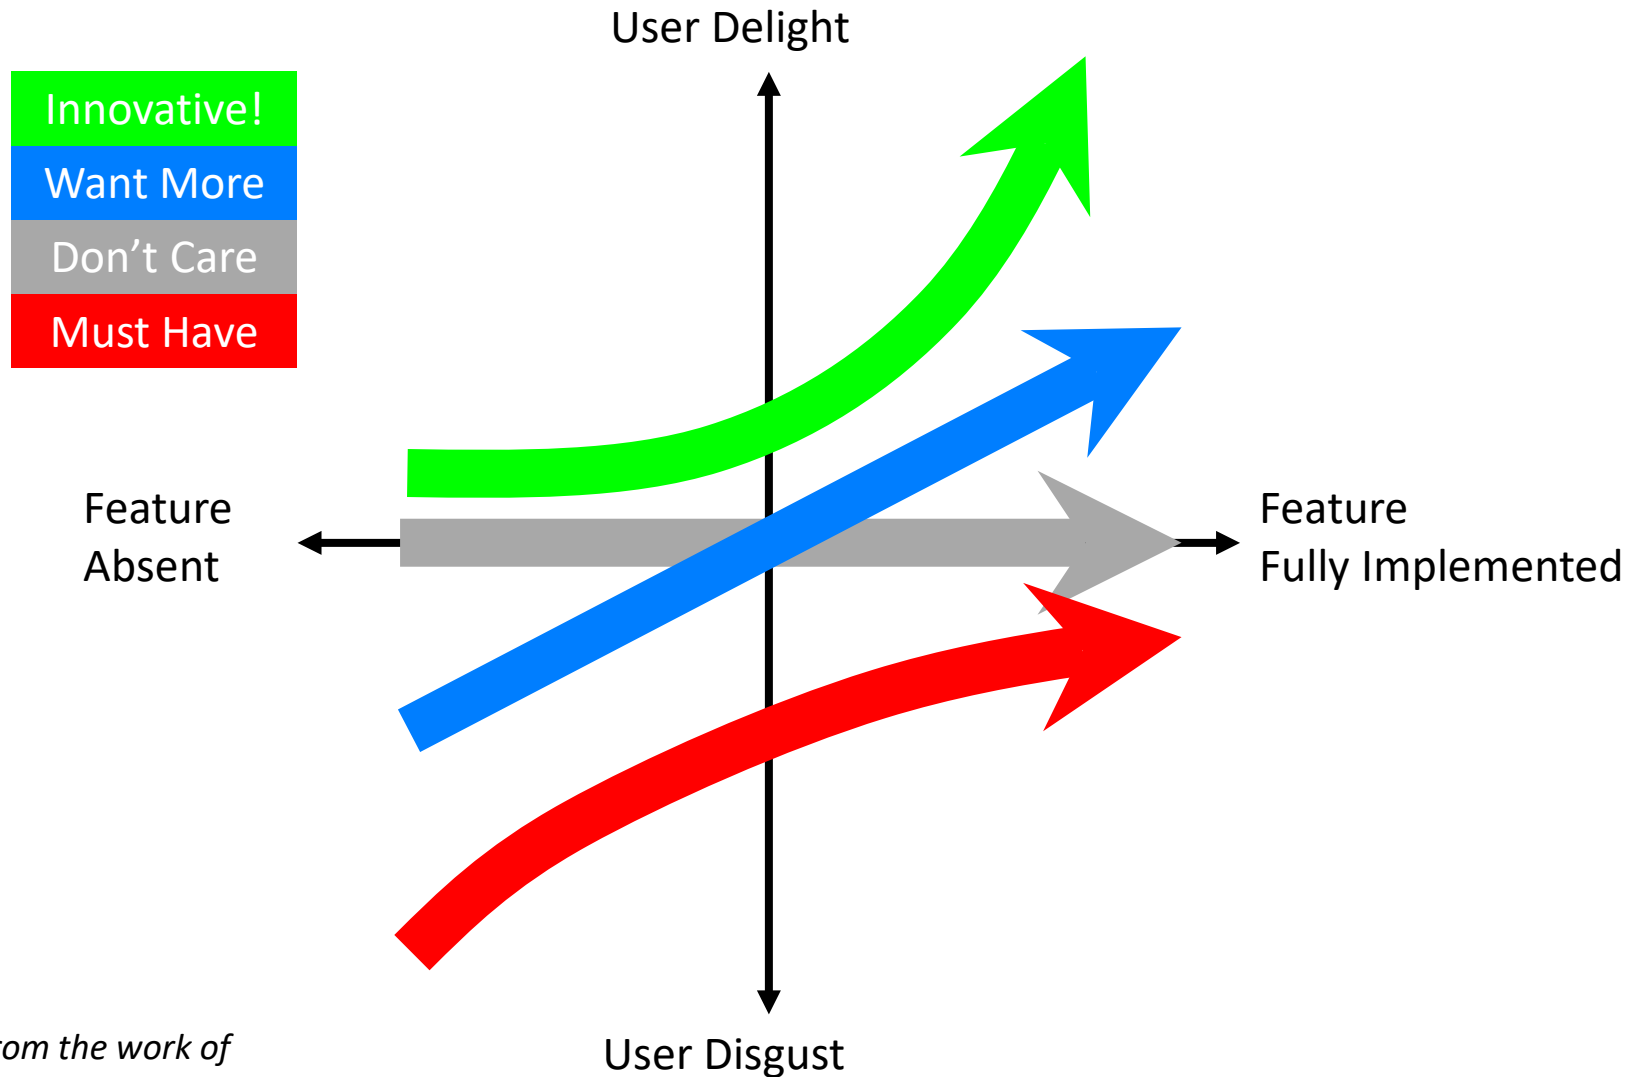 User Delight
Innovative!
Want More
Don’t Care
Must Have
Feature
Absent
Feature
Fully Implemented
the work of
User Disgust